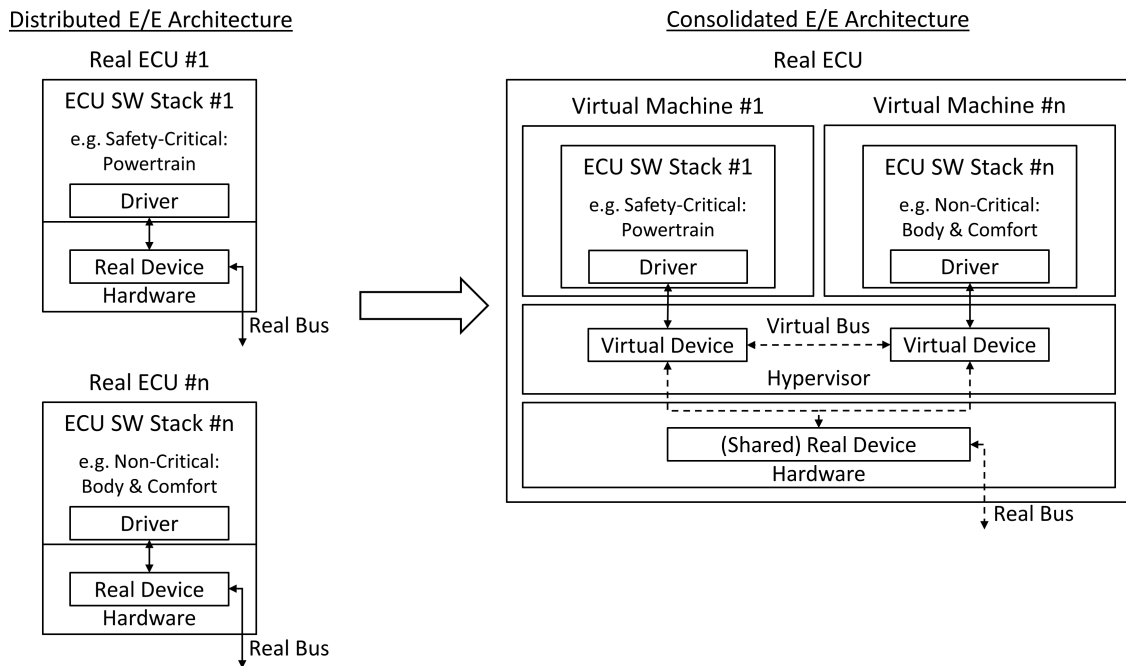 Distributed E/E Architecture
Real ECU #1
ECU SW Stack #1
e.g. Safety-Critical:
Powertrain
Driver
Real Device
Hardware
Real Bus
Real ECU #n
ECU SW Stack #n
e.g. Non-Critical:
Body & Comfort
Driver
Real Device
Hardware
Real Bus
Consolidated E/E Architecture
Real ECU
Virtual Machine #1
ECU SW Stack #1
e.g. Safety-Critical:
Powertrain
Driver
Virtual Machine #n
ECU SW Stack #n
e.g. Non-Critical:
Body & Comfort
Driver
Virtual Bus
Virtual Device
Virtual Device
Hypervisor
(Shared) Real Device
Hardware
Real Bus